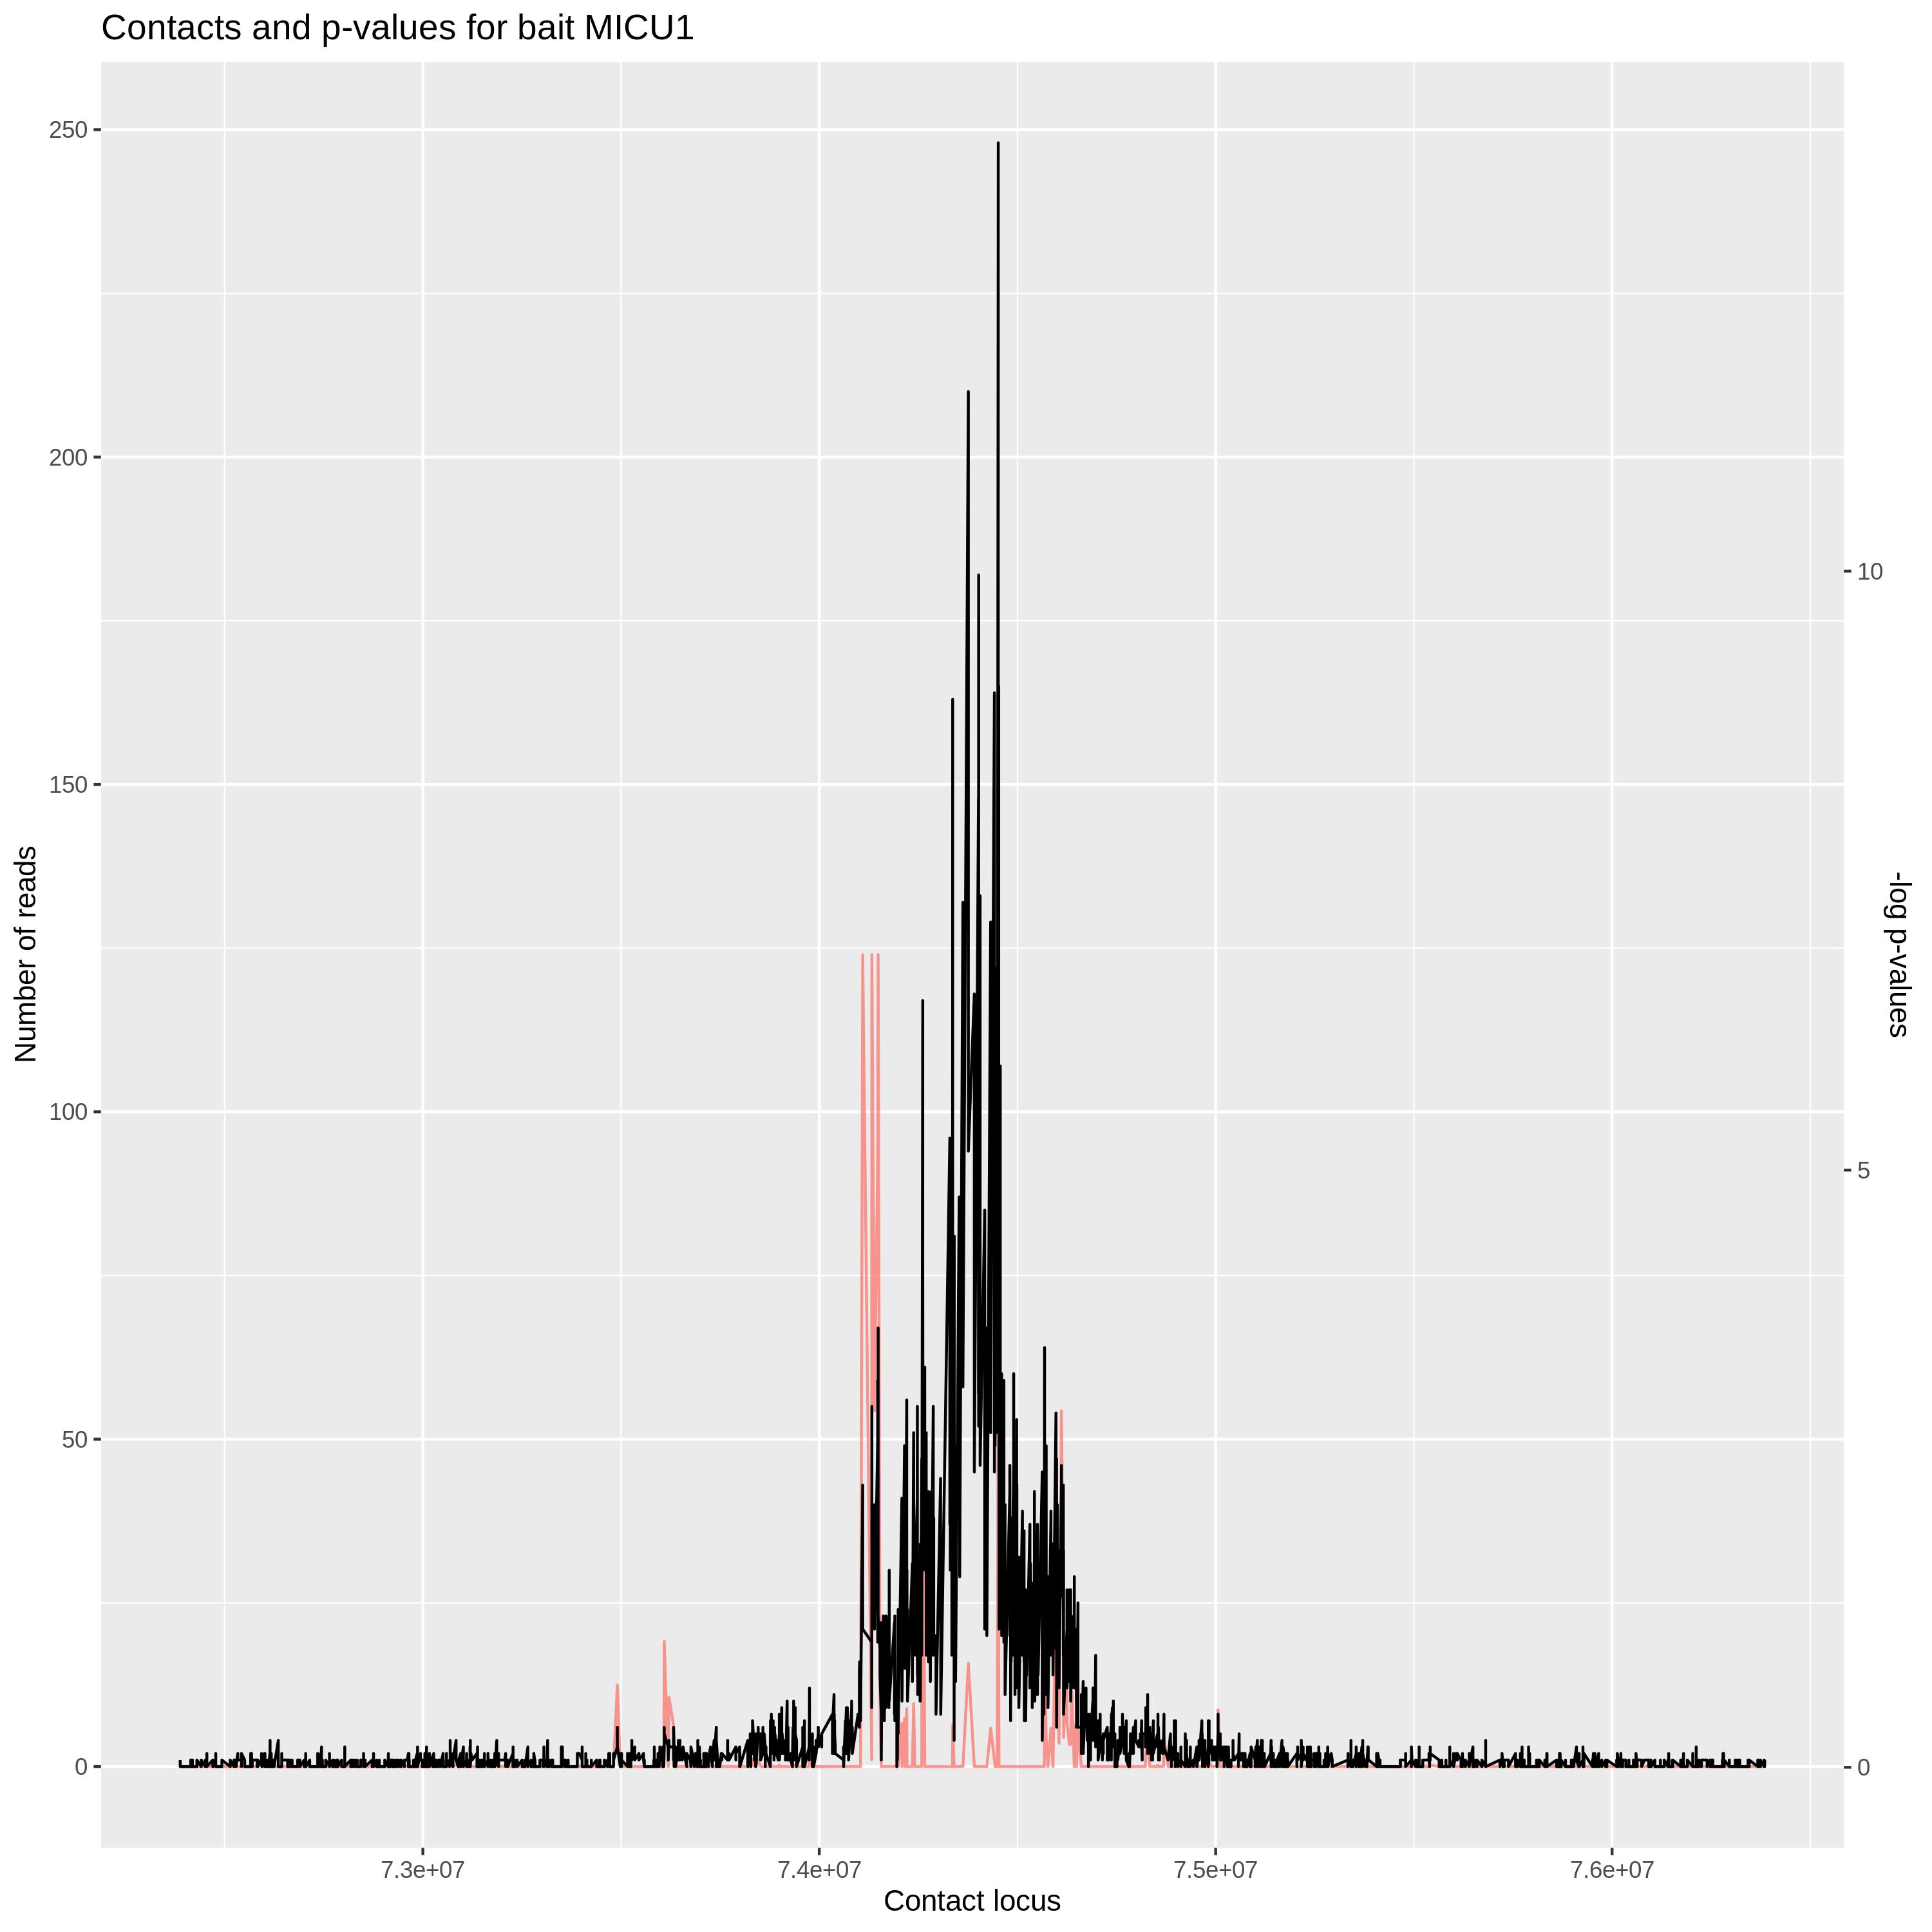 Contacts and p-values for bait MICU1
250
200
150
100
50
0
Number of reads
10
5
0
-log p-values
7.3e+07
7.4e+07
7.5e+07
7.6e+07
Contact locus